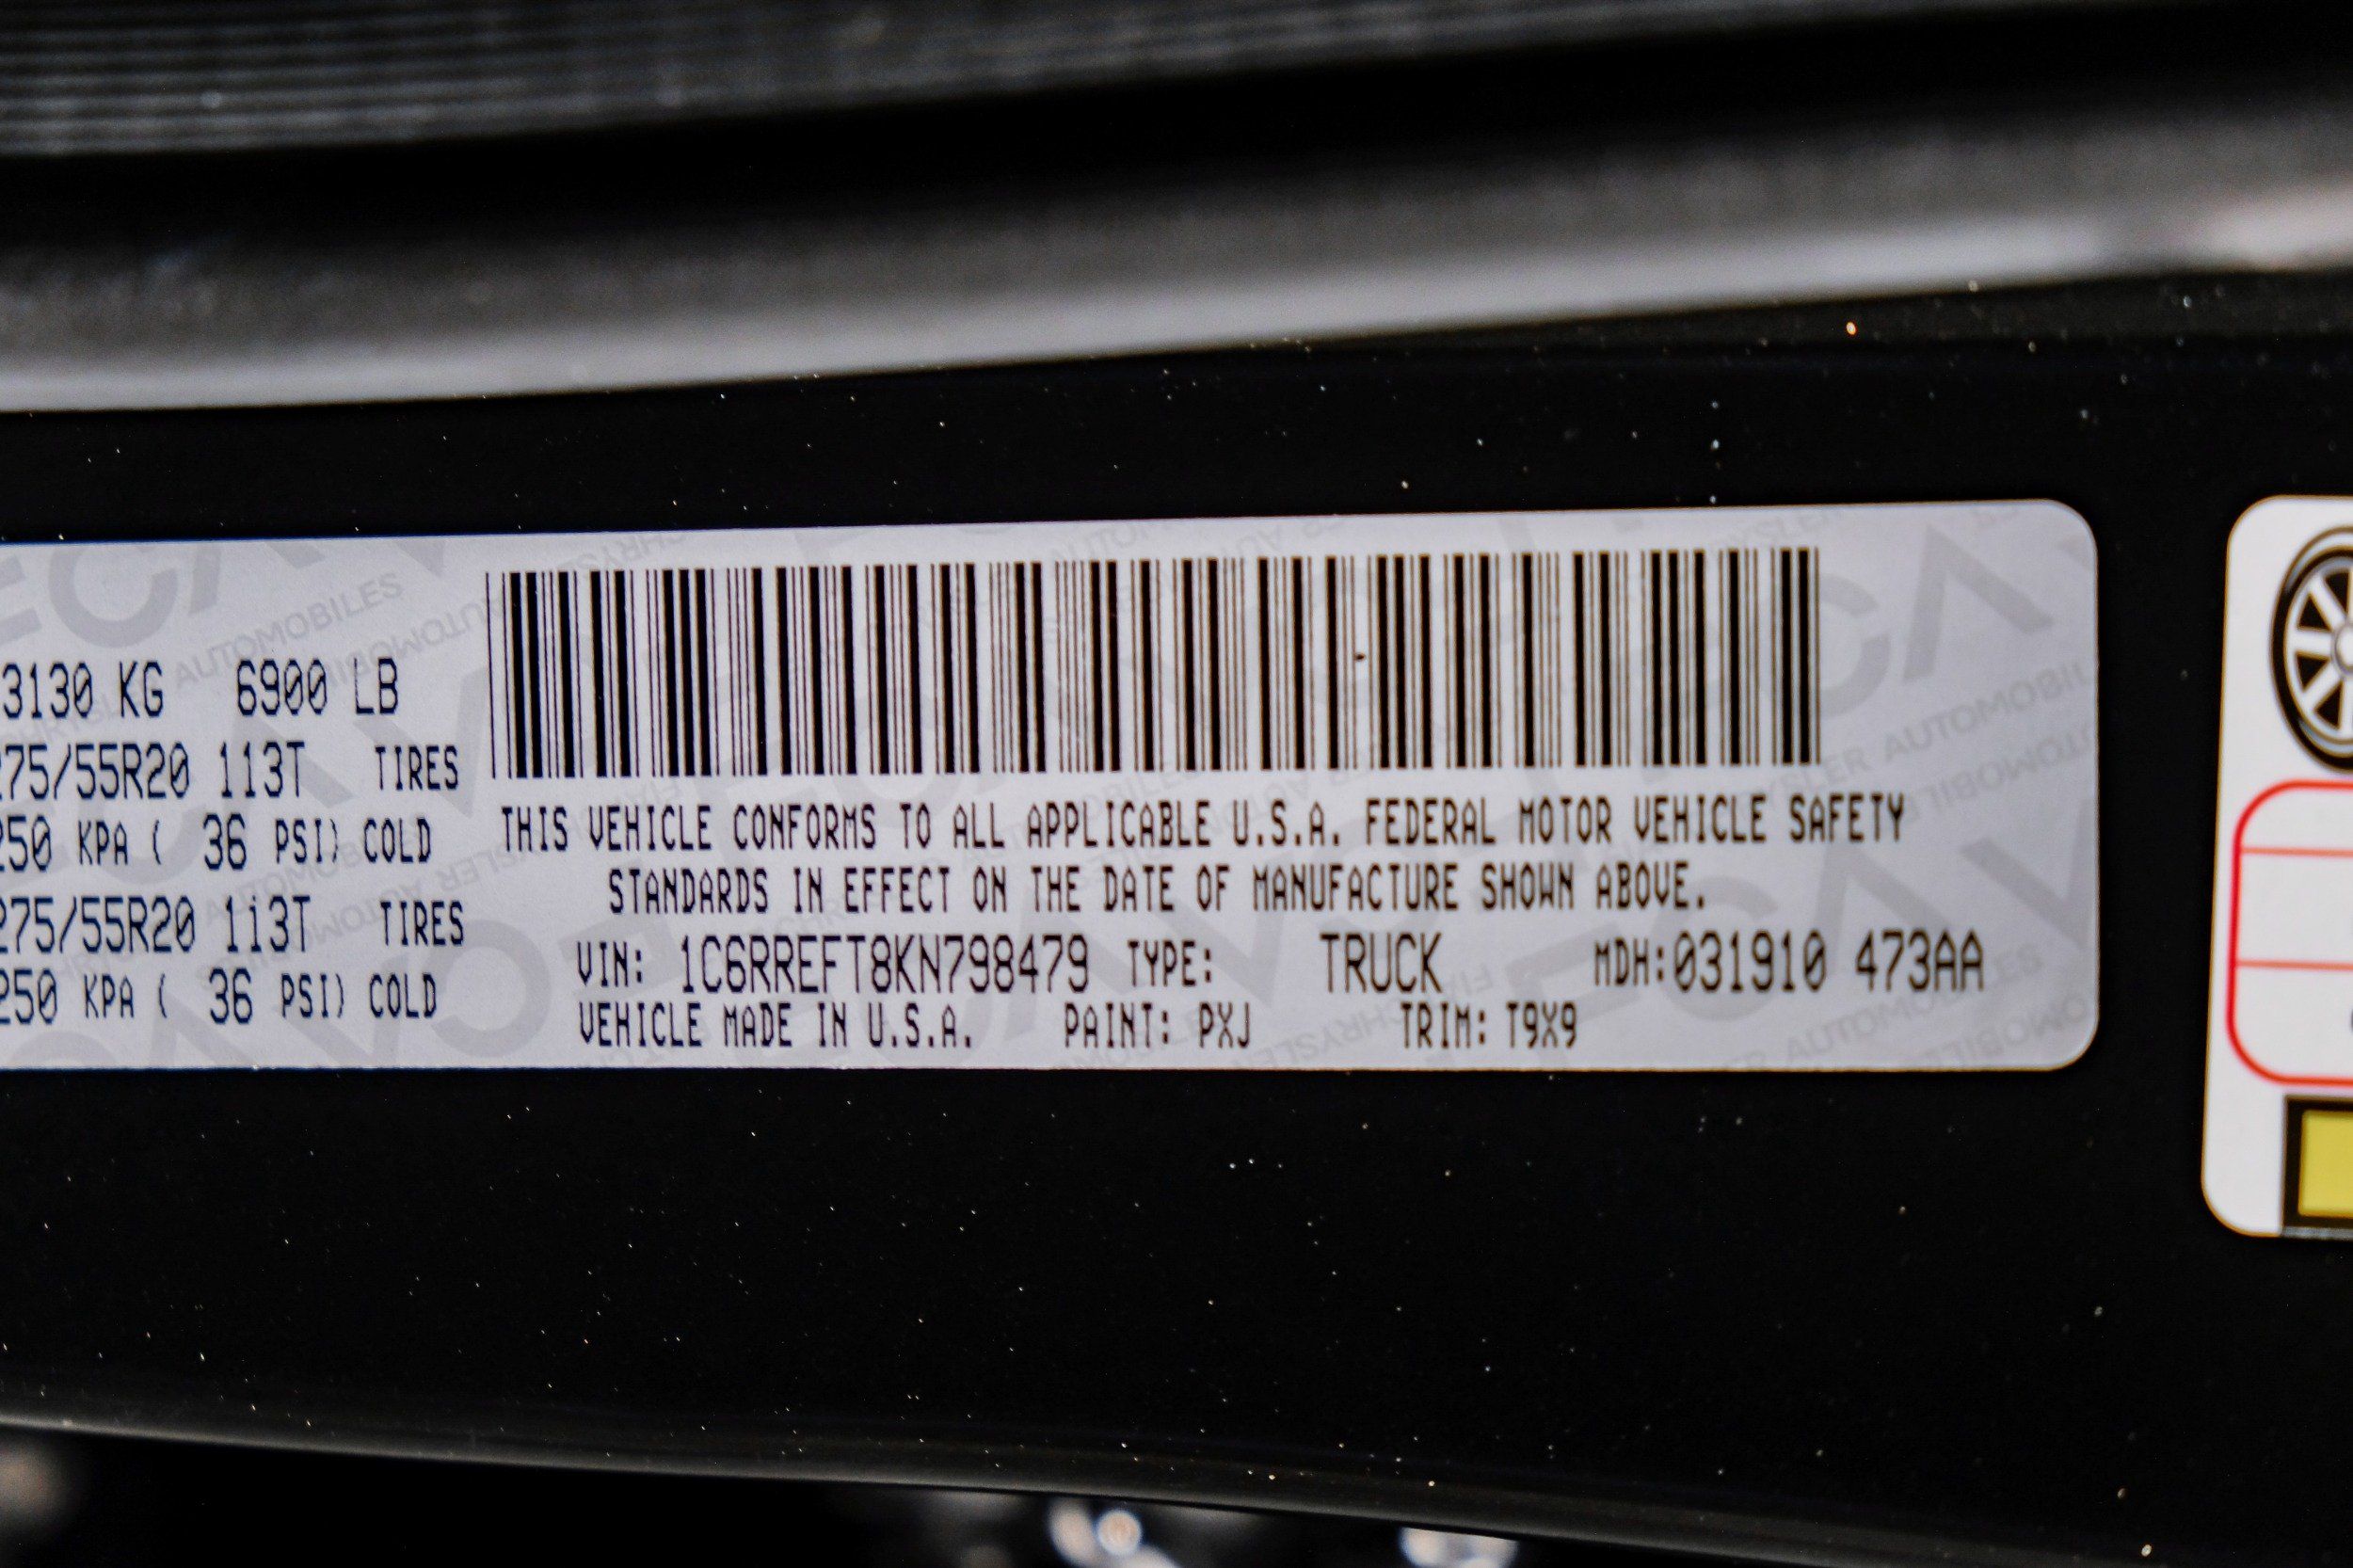 3130 KG 6900 LB
275/55R20 113T TIRES
250 KPA ( 36 PSI) COLD
275/55R20 113T TIRES
250 KPA ( 36 PSI) COLD
THIS VEHICLE CONFORMS TO ALL APPLICABLE U.S.A. FEDERAL MOTOR VEHICLE SAFETY
STANDARDS IN EFFECT ON THE DATE OF MANUFACTURE SHOWN ABOVE.
VIN: 1C6RREFT8KN798479 TYPE: TRUCK MDH:031910 473AA
VEHICLE MADE IN U.S.A. PAINT: PXJ TRIM: T9X9